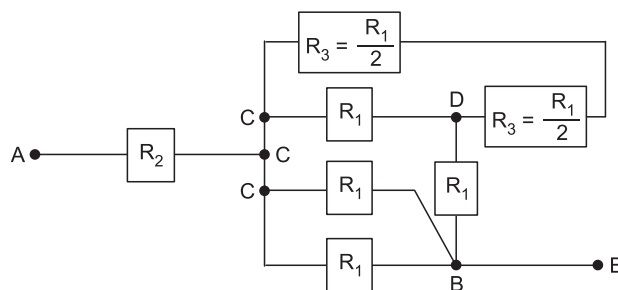 R₃ = R₁/2
C R₁ D R₃ = R₁/2
A R₂ C
C R₁ R₁
R₁ B